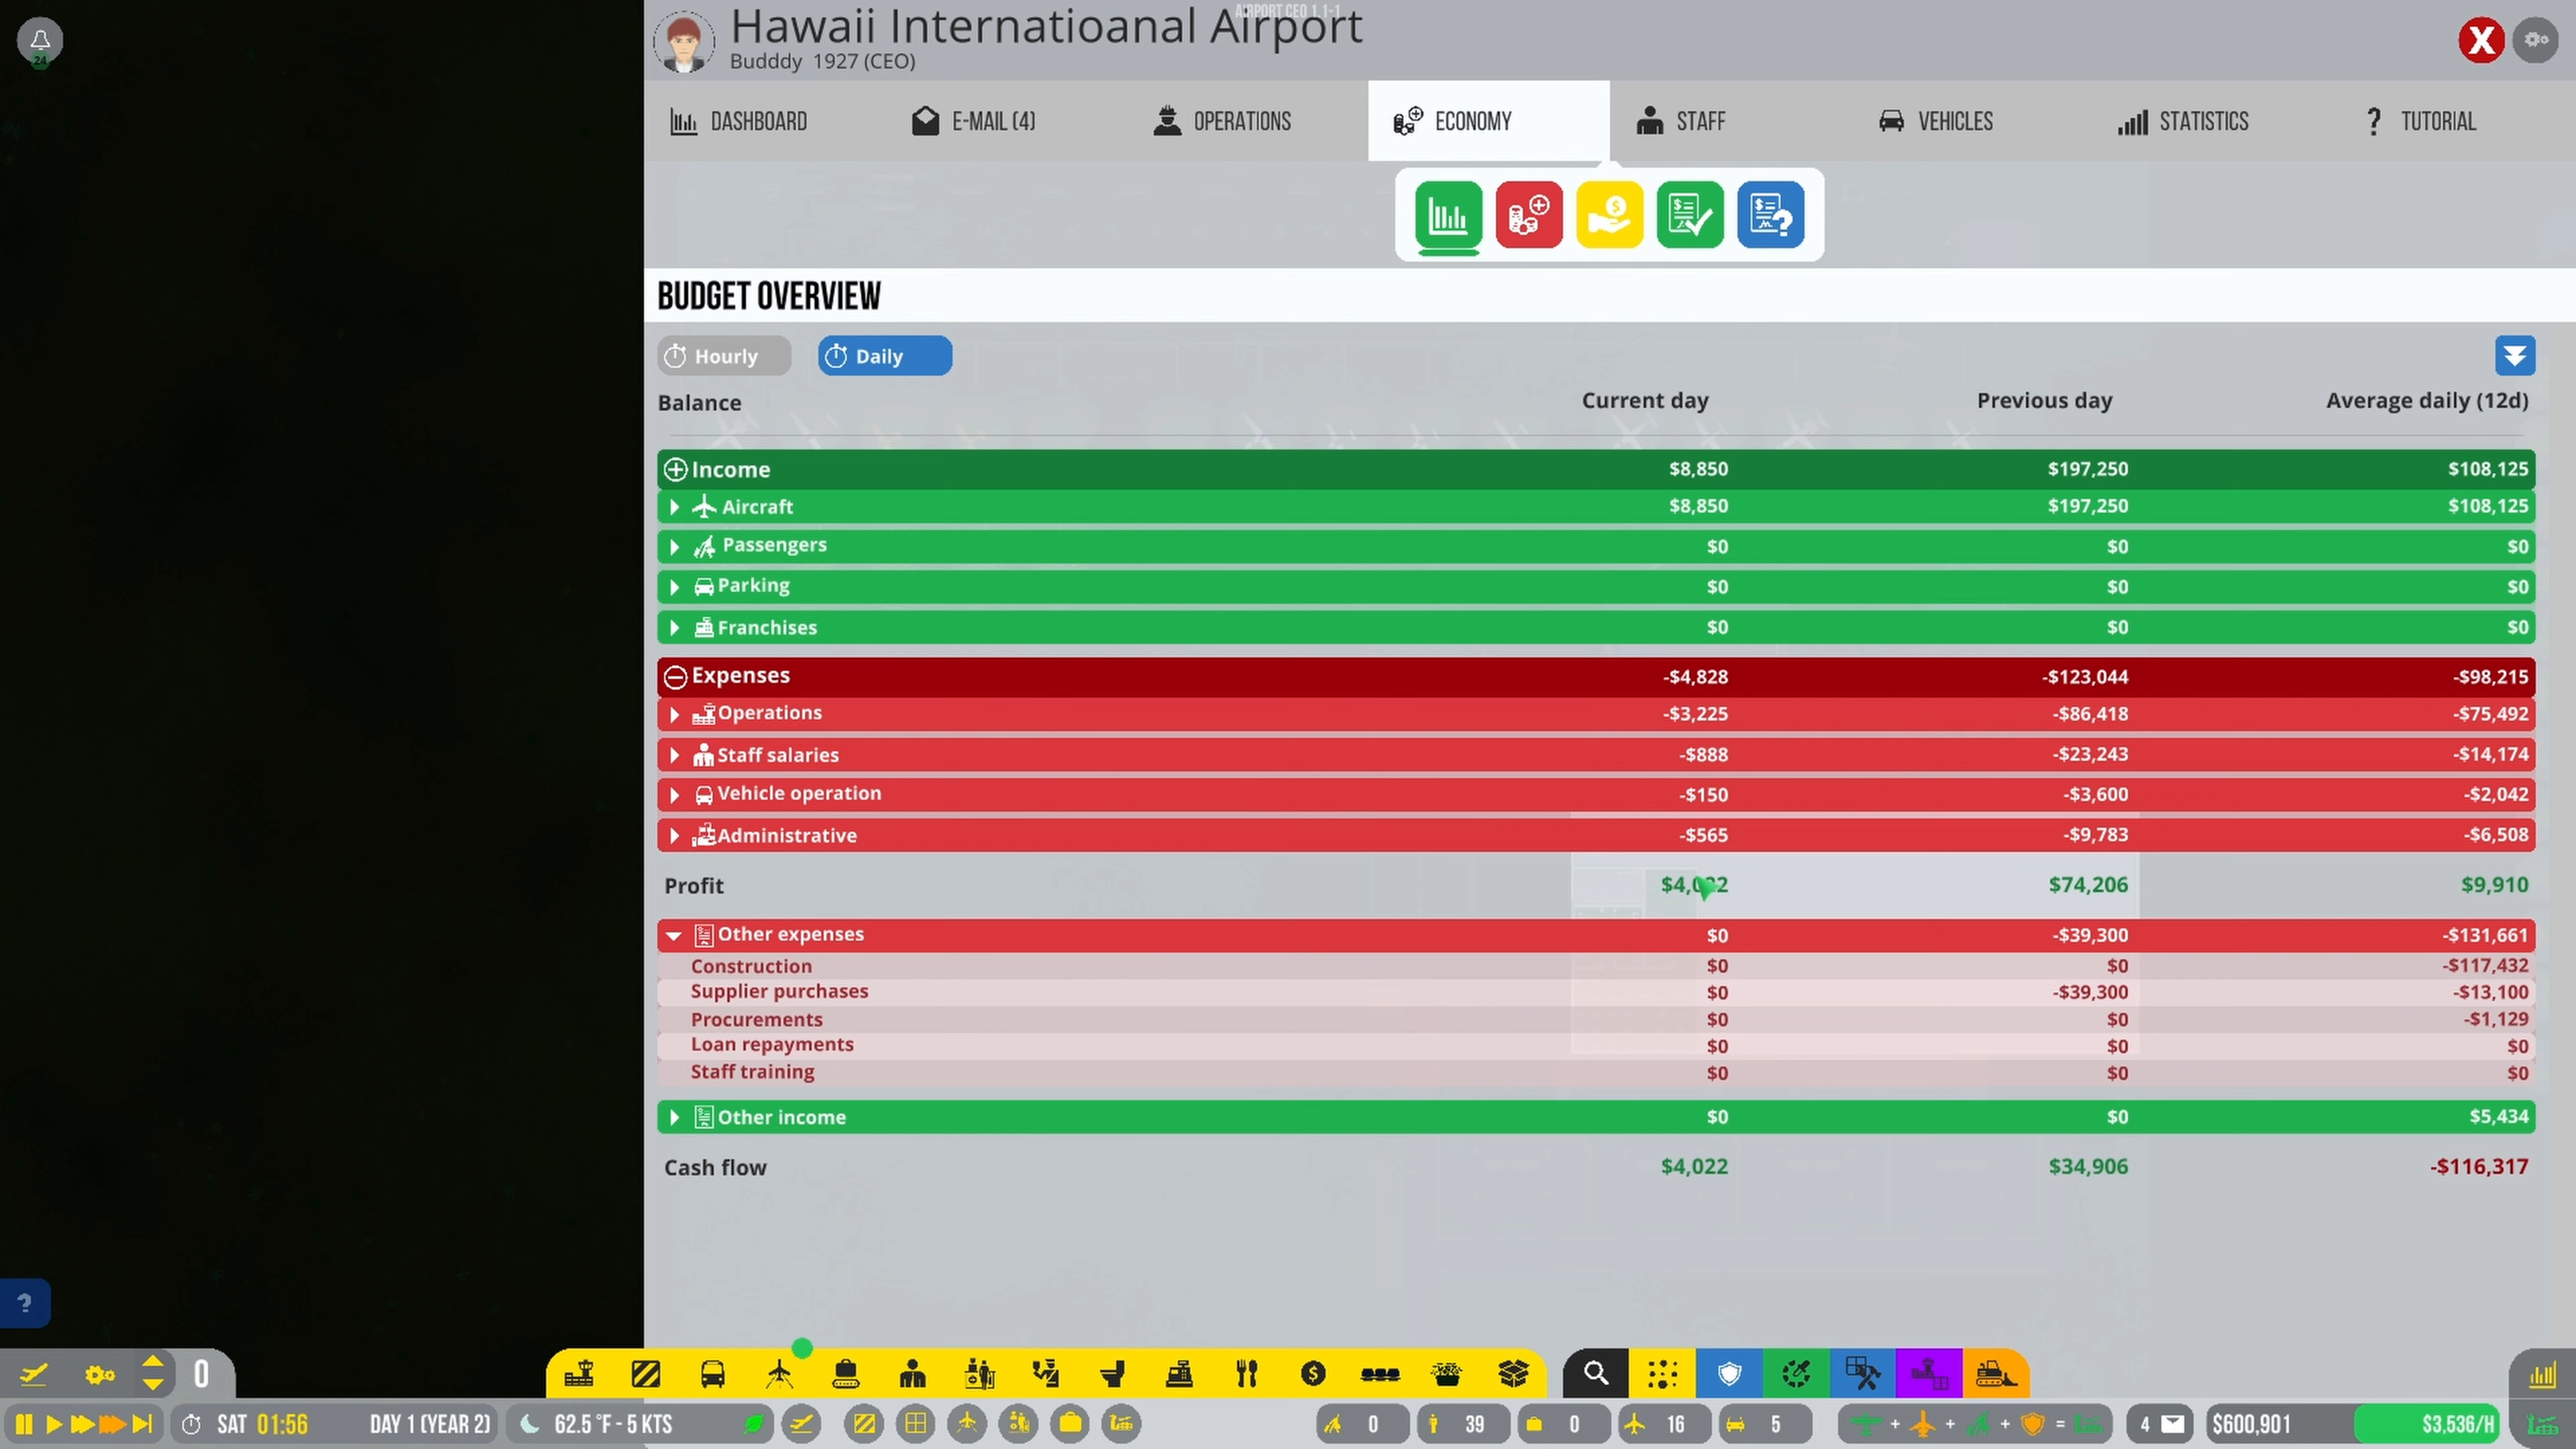 AIRPORT CEO 1.1-1
Hawaii Internatioanal Airport
Budddy 1927 (CEO)
24
X
DASHBOARD E-MAIL (4) OPERATIONS ECONOMY STAFF VEHICLES STATISTICS ? TUTORIAL
BUDGET OVERVIEW
Hourly Daily
Balance Current day Previous day Average daily (12d)
Income $8,850 $197,250 $108,125
Aircraft $8,850 $197,250 $108,125
Passengers $0 $0 $0
Parking $0 $0 $0
Franchises $0 $0 $0
Expenses -$4,828 -$123,044 -$98,215
Operations -$3,225 -$86,418 -$75,492
Staff salaries -$888 -$23,243 -$14,174
Vehicle operation -$150 -$3,600 -$2,042
Administrative -$565 -$9,783 -$6,508
Profit $4,022 $74,206 $9,910
Other expenses $0 -$39,300 -$131,661
Construction $0 $0 -$117,432
Supplier purchases $0 -$39,300 -$13,100
Procurements $0 $0 -$1,129
Loan repayments $0 $0 $0
Staff training $0 $0 $0
Other income $0 $0 $5,434
Cash flow $4,022 $34,906 -$116,317
?
0
SAT 01:56 DAY 1 (YEAR 2) 62.5 °F - 5 KTS 0 39 0 16 5 + + + = 4 $600,901 $3,536/H